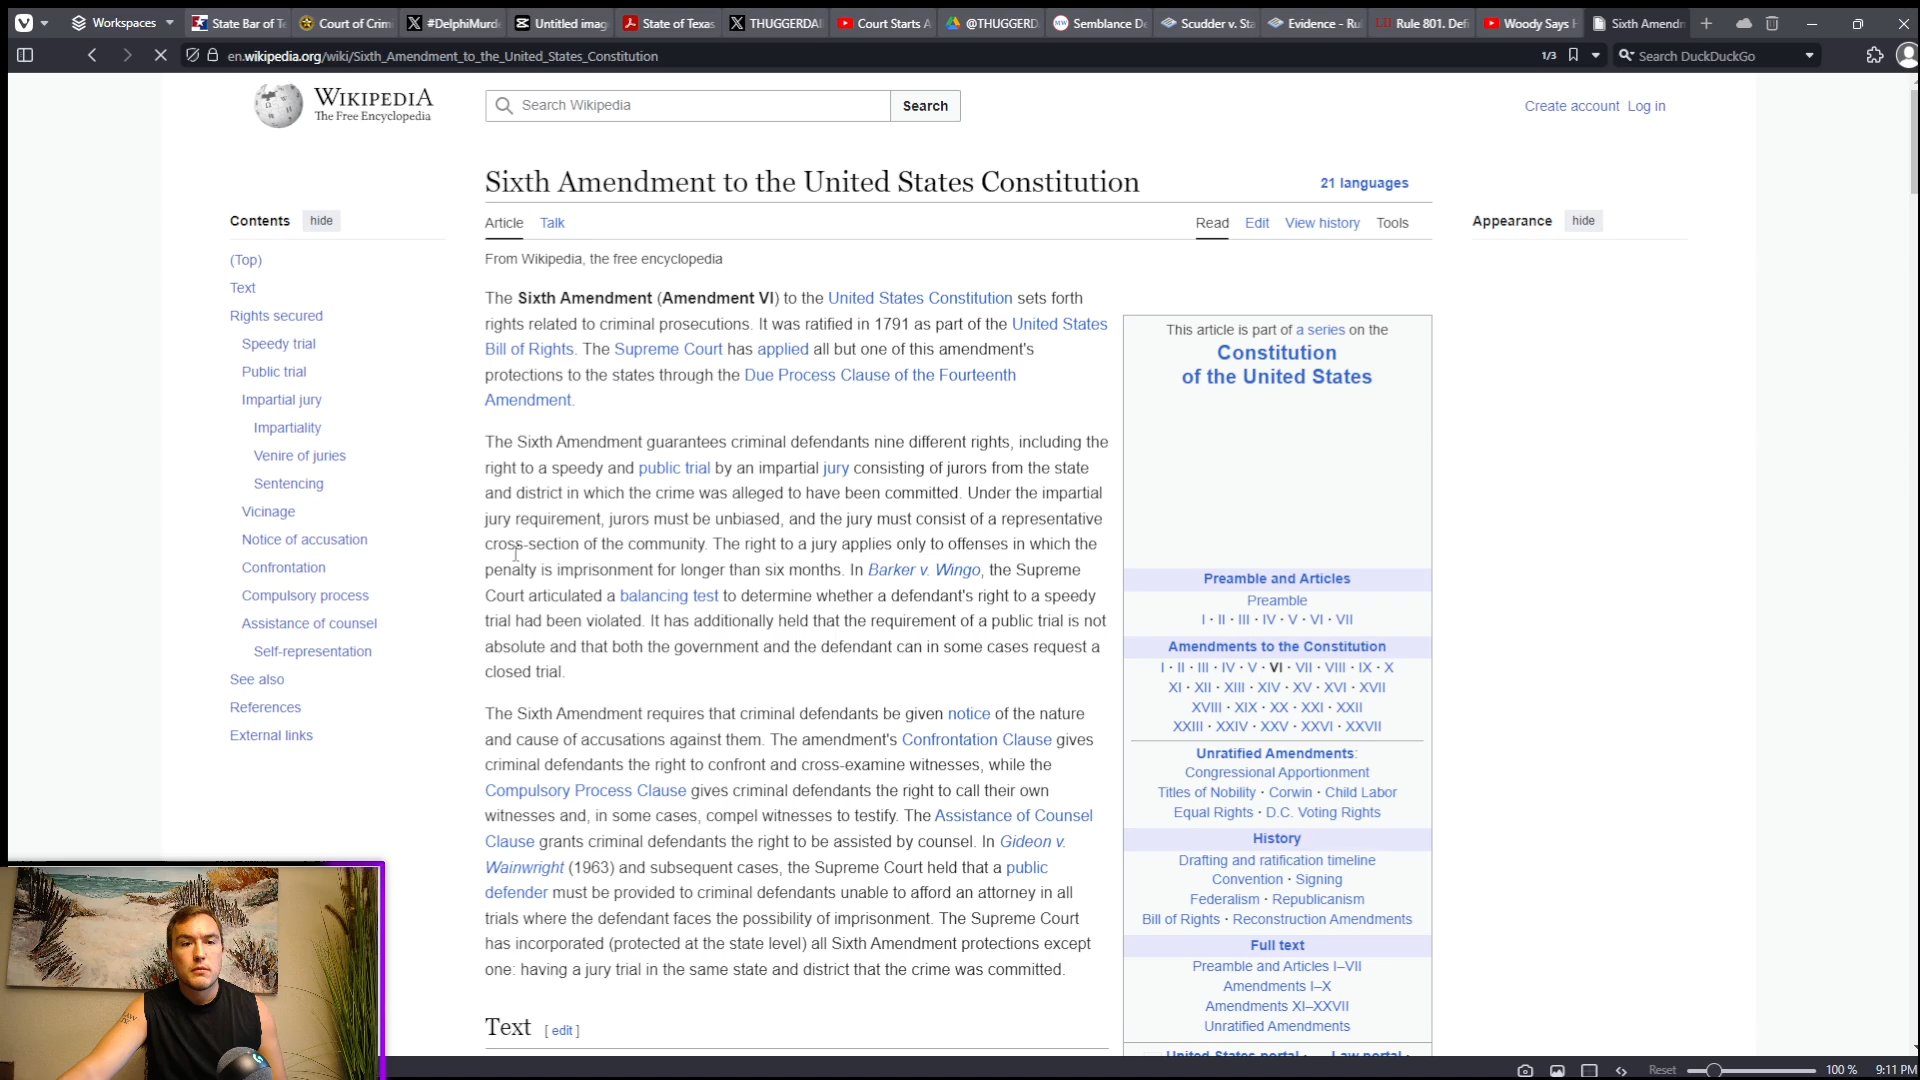 Workspaces
State Bar of Te
Court of Crim
#DelphiMurde
Untitled imag
State of Texas
THUGGERDA
Court Starts A
@THUGGERD
Semblance De
Scudder v. Sta
Evidence - Ru
Rule 801. Defi
Woody Says H
Sixth Amendm
en.wikipedia.org/wiki/Sixth_Amendment_to_the_United_States_Constitution
1/3
Search DuckDuckGo
WIKIPEDIA
The Free Encyclopedia
Search Wikipedia
Search
Create account Log in
Sixth Amendment to the United States Constitution
21 languages
Contents hide
Article Talk
Read Edit View history Tools
Appearance hide
(Top)
Text
Rights secured
Speedy trial
Public trial
Impartial jury
Impartiality
Venire of juries
Sentencing
Vicinage
Notice of accusation
Confrontation
Compulsory process
Assistance of counsel
Self-representation
See also
References
External links
From Wikipedia, the free encyclopedia
The Sixth Amendment (Amendment VI) to the United States Constitution sets forth
rights related to criminal prosecutions. It was ratified in 1791 as part of the United States
Bill of Rights. The Supreme Court has applied all but one of this amendment's
protections to the states through the Due Process Clause of the Fourteenth
Amendment.
The Sixth Amendment guarantees criminal defendants nine different rights, including the
right to a speedy and public trial by an impartial jury consisting of jurors from the state
and district in which the crime was alleged to have been committed. Under the impartial
jury requirement, jurors must be unbiased, and the jury must consist of a representative
cross-section of the community. The right to a jury applies only to offenses in which the
penalty is imprisonment for longer than six months. In Barker v. Wingo, the Supreme
Court articulated a balancing test to determine whether a defendant's right to a speedy
trial had been violated. It has additionally held that the requirement of a public trial is not
absolute and that both the government and the defendant can in some cases request a
closed trial.
The Sixth Amendment requires that criminal defendants be given notice of the nature
and cause of accusations against them. The amendment's Confrontation Clause gives
criminal defendants the right to confront and cross-examine witnesses, while the
Compulsory Process Clause gives criminal defendants the right to call their own
witnesses and, in some cases, compel witnesses to testify. The Assistance of Counsel
Clause grants criminal defendants the right to be assisted by counsel. In Gideon v.
Wainwright (1963) and subsequent cases, the Supreme Court held that a public
defender must be provided to criminal defendants unable to afford an attorney in all
trials where the defendant faces the possibility of imprisonment. The Supreme Court
has incorporated (protected at the state level) all Sixth Amendment protections except
one: having a jury trial in the same state and district that the crime was committed.
Text [ edit ]
This article is part of a series on the
Constitution
of the United States
Preamble and Articles
Preamble
I · II · III · IV · V · VI · VII
Amendments to the Constitution
I · II · III · IV · V · VI · VII · VIII · IX · X
XI · XII · XIII · XIV · XV · XVI · XVII
XVIII · XIX · XX · XXI · XXII
XXIII · XXIV · XXV · XXVI · XXVII
Unratified Amendments:
Congressional Apportionment
Titles of Nobility · Corwin · Child Labor
Equal Rights · D.C. Voting Rights
History
Drafting and ratification timeline
Convention · Signing
Federalism · Republicanism
Bill of Rights · Reconstruction Amendments
Full text
Preamble and Articles I–VII
Amendments I–X
Amendments XI–XXVII
Unratified Amendments
United States portal · Law portal ·
Reset
100 %
9:11 PM